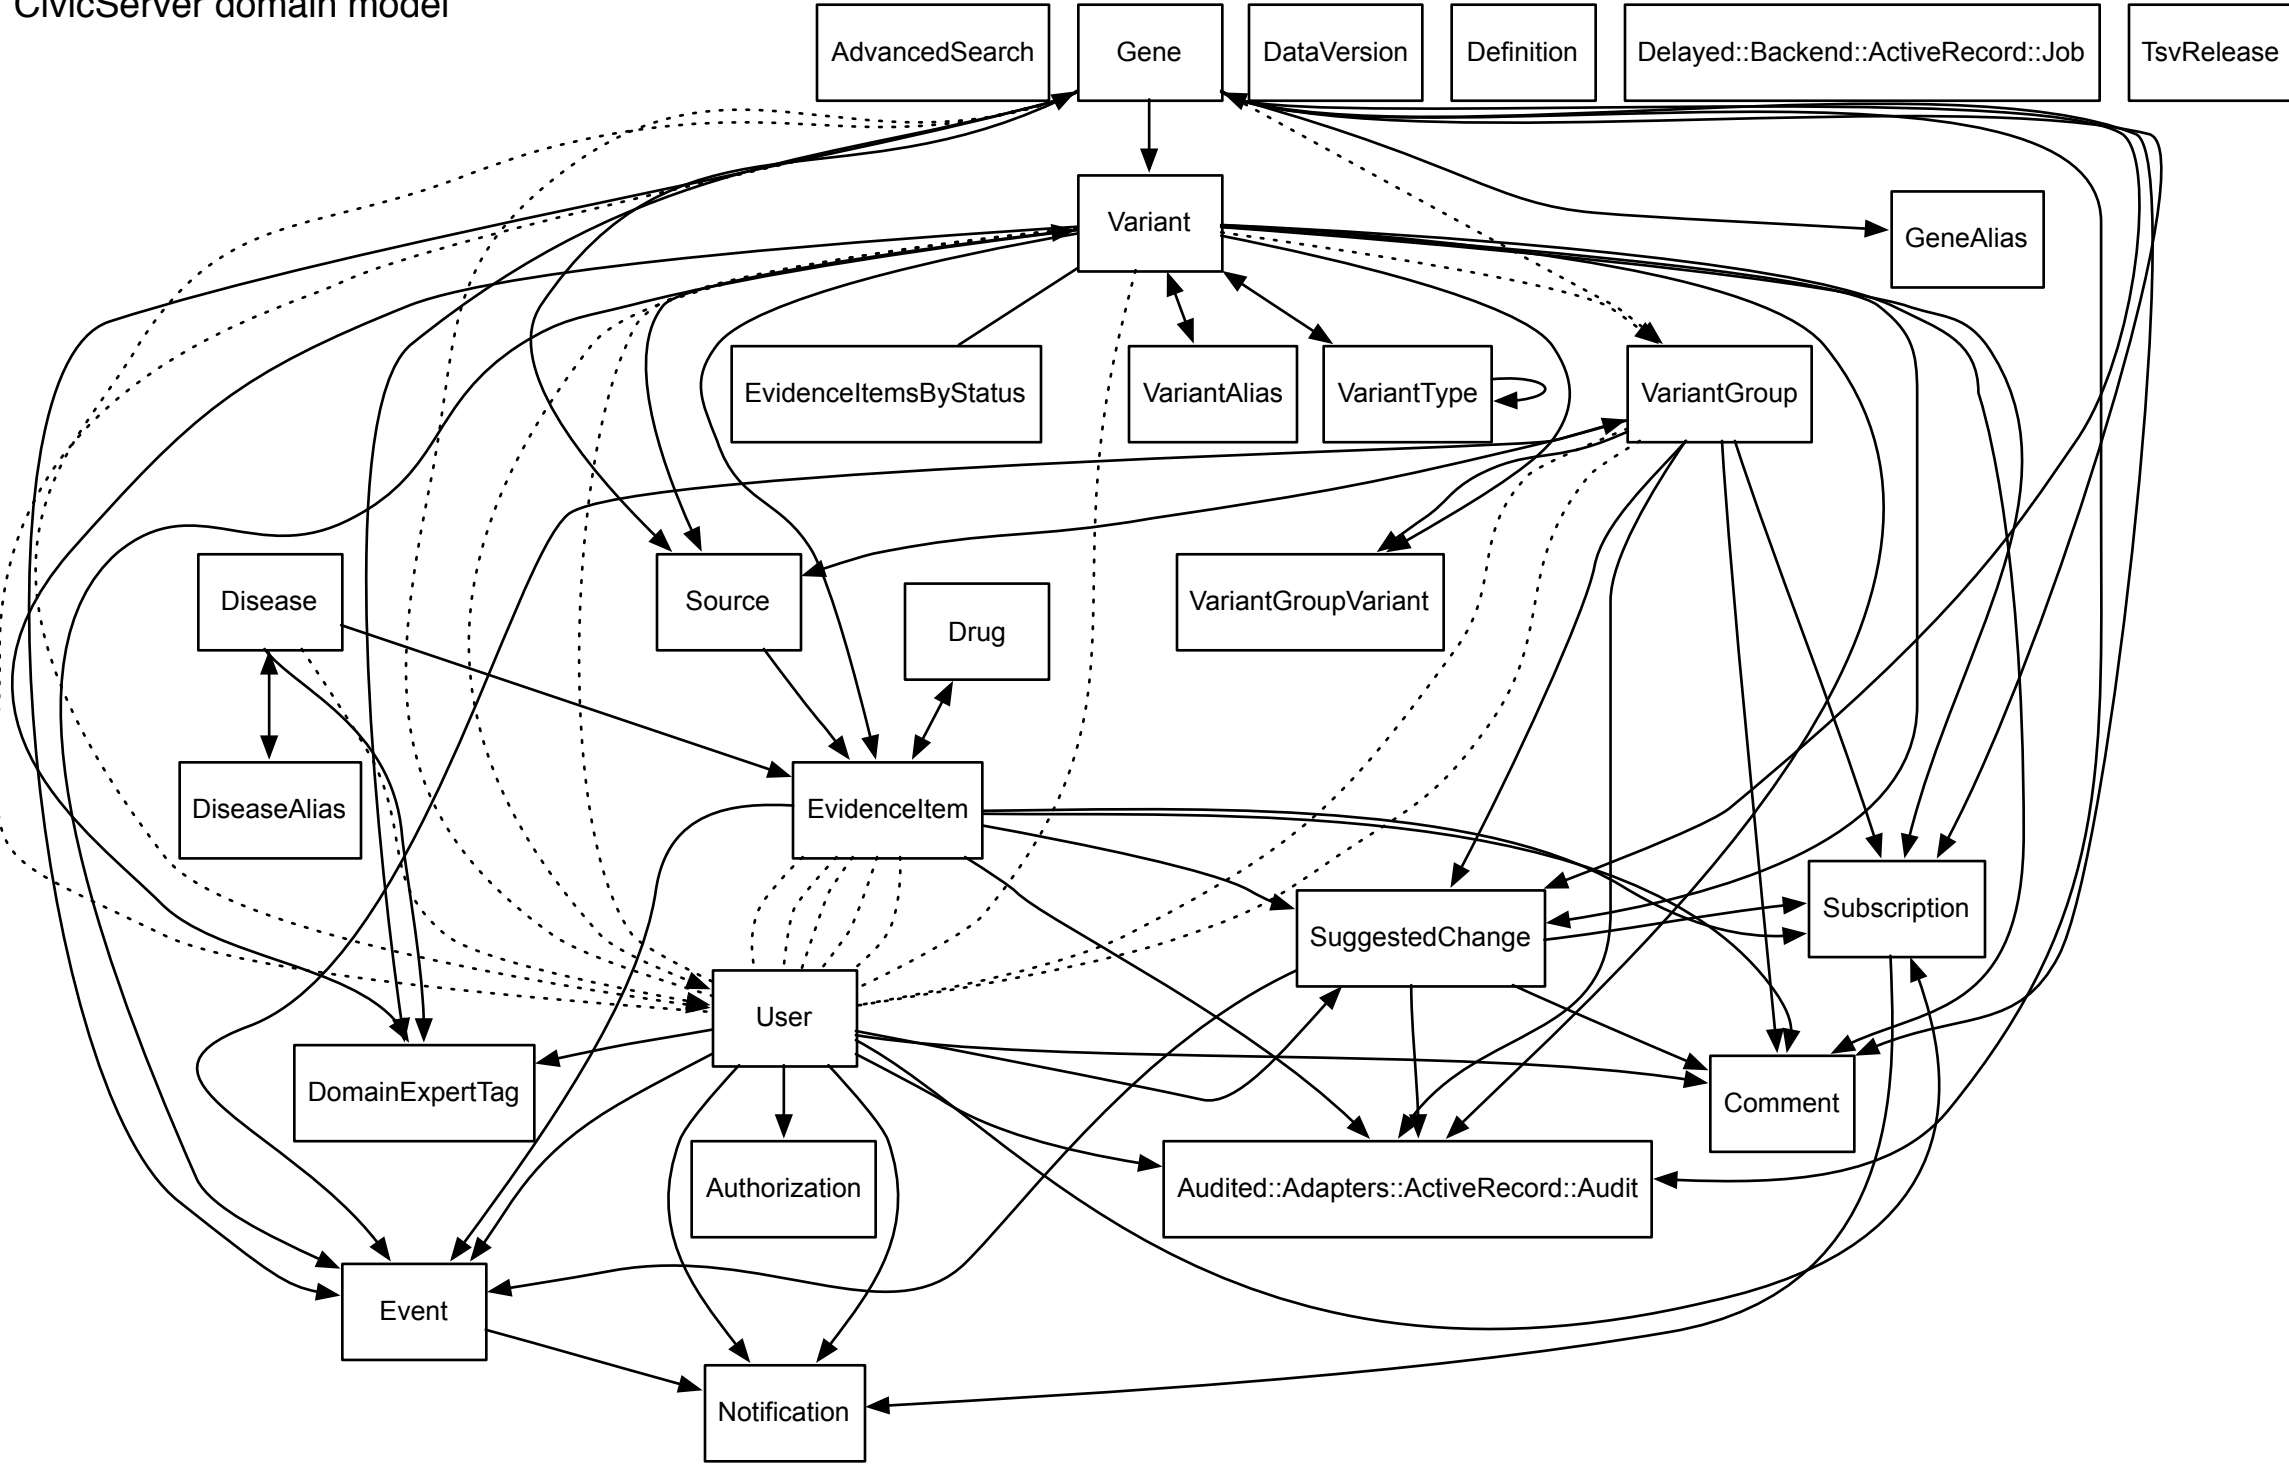 CivicServer domain model
AdvancedSearch
Gene
DataVersion
Definition
Delayed::Backend::ActiveRecord::Job
TsvRelease
Variant
GeneAlias
EvidenceItemsByStatus
VariantAlias
VariantType
VariantGroup
Disease
Source
Drug
VariantGroupVariant
DiseaseAlias
EvidenceItem
SuggestedChange
Subscription
User
DomainExpertTag
Comment
Authorization
Audited::Adapters::ActiveRecord::Audit
Event
Notification